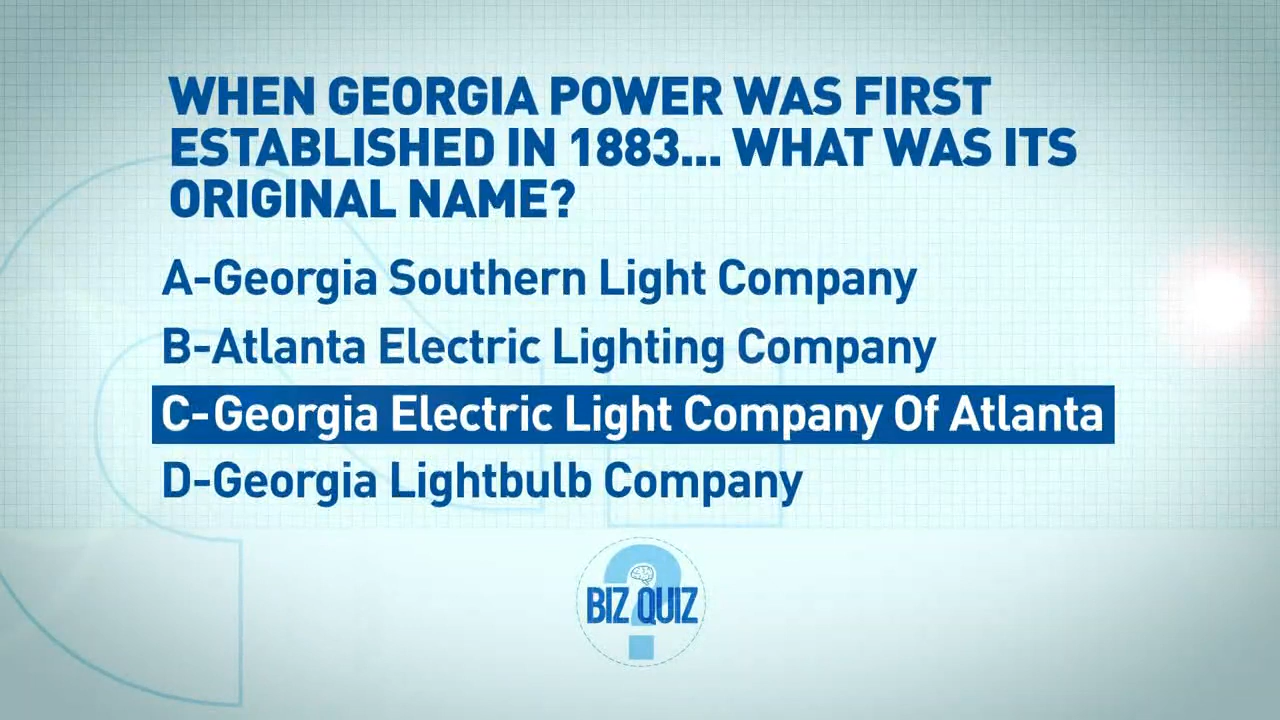 WHEN GEORGIA POWER WAS FIRST
ESTABLISHED IN 1883... WHAT WAS ITS
ORIGINAL NAME?
A-Georgia Southern Light Company
B-Atlanta Electric Lighting Company
C-Georgia Electric Light Company Of Atlanta
D-Georgia Lightbulb Company
BIZ QUIZ